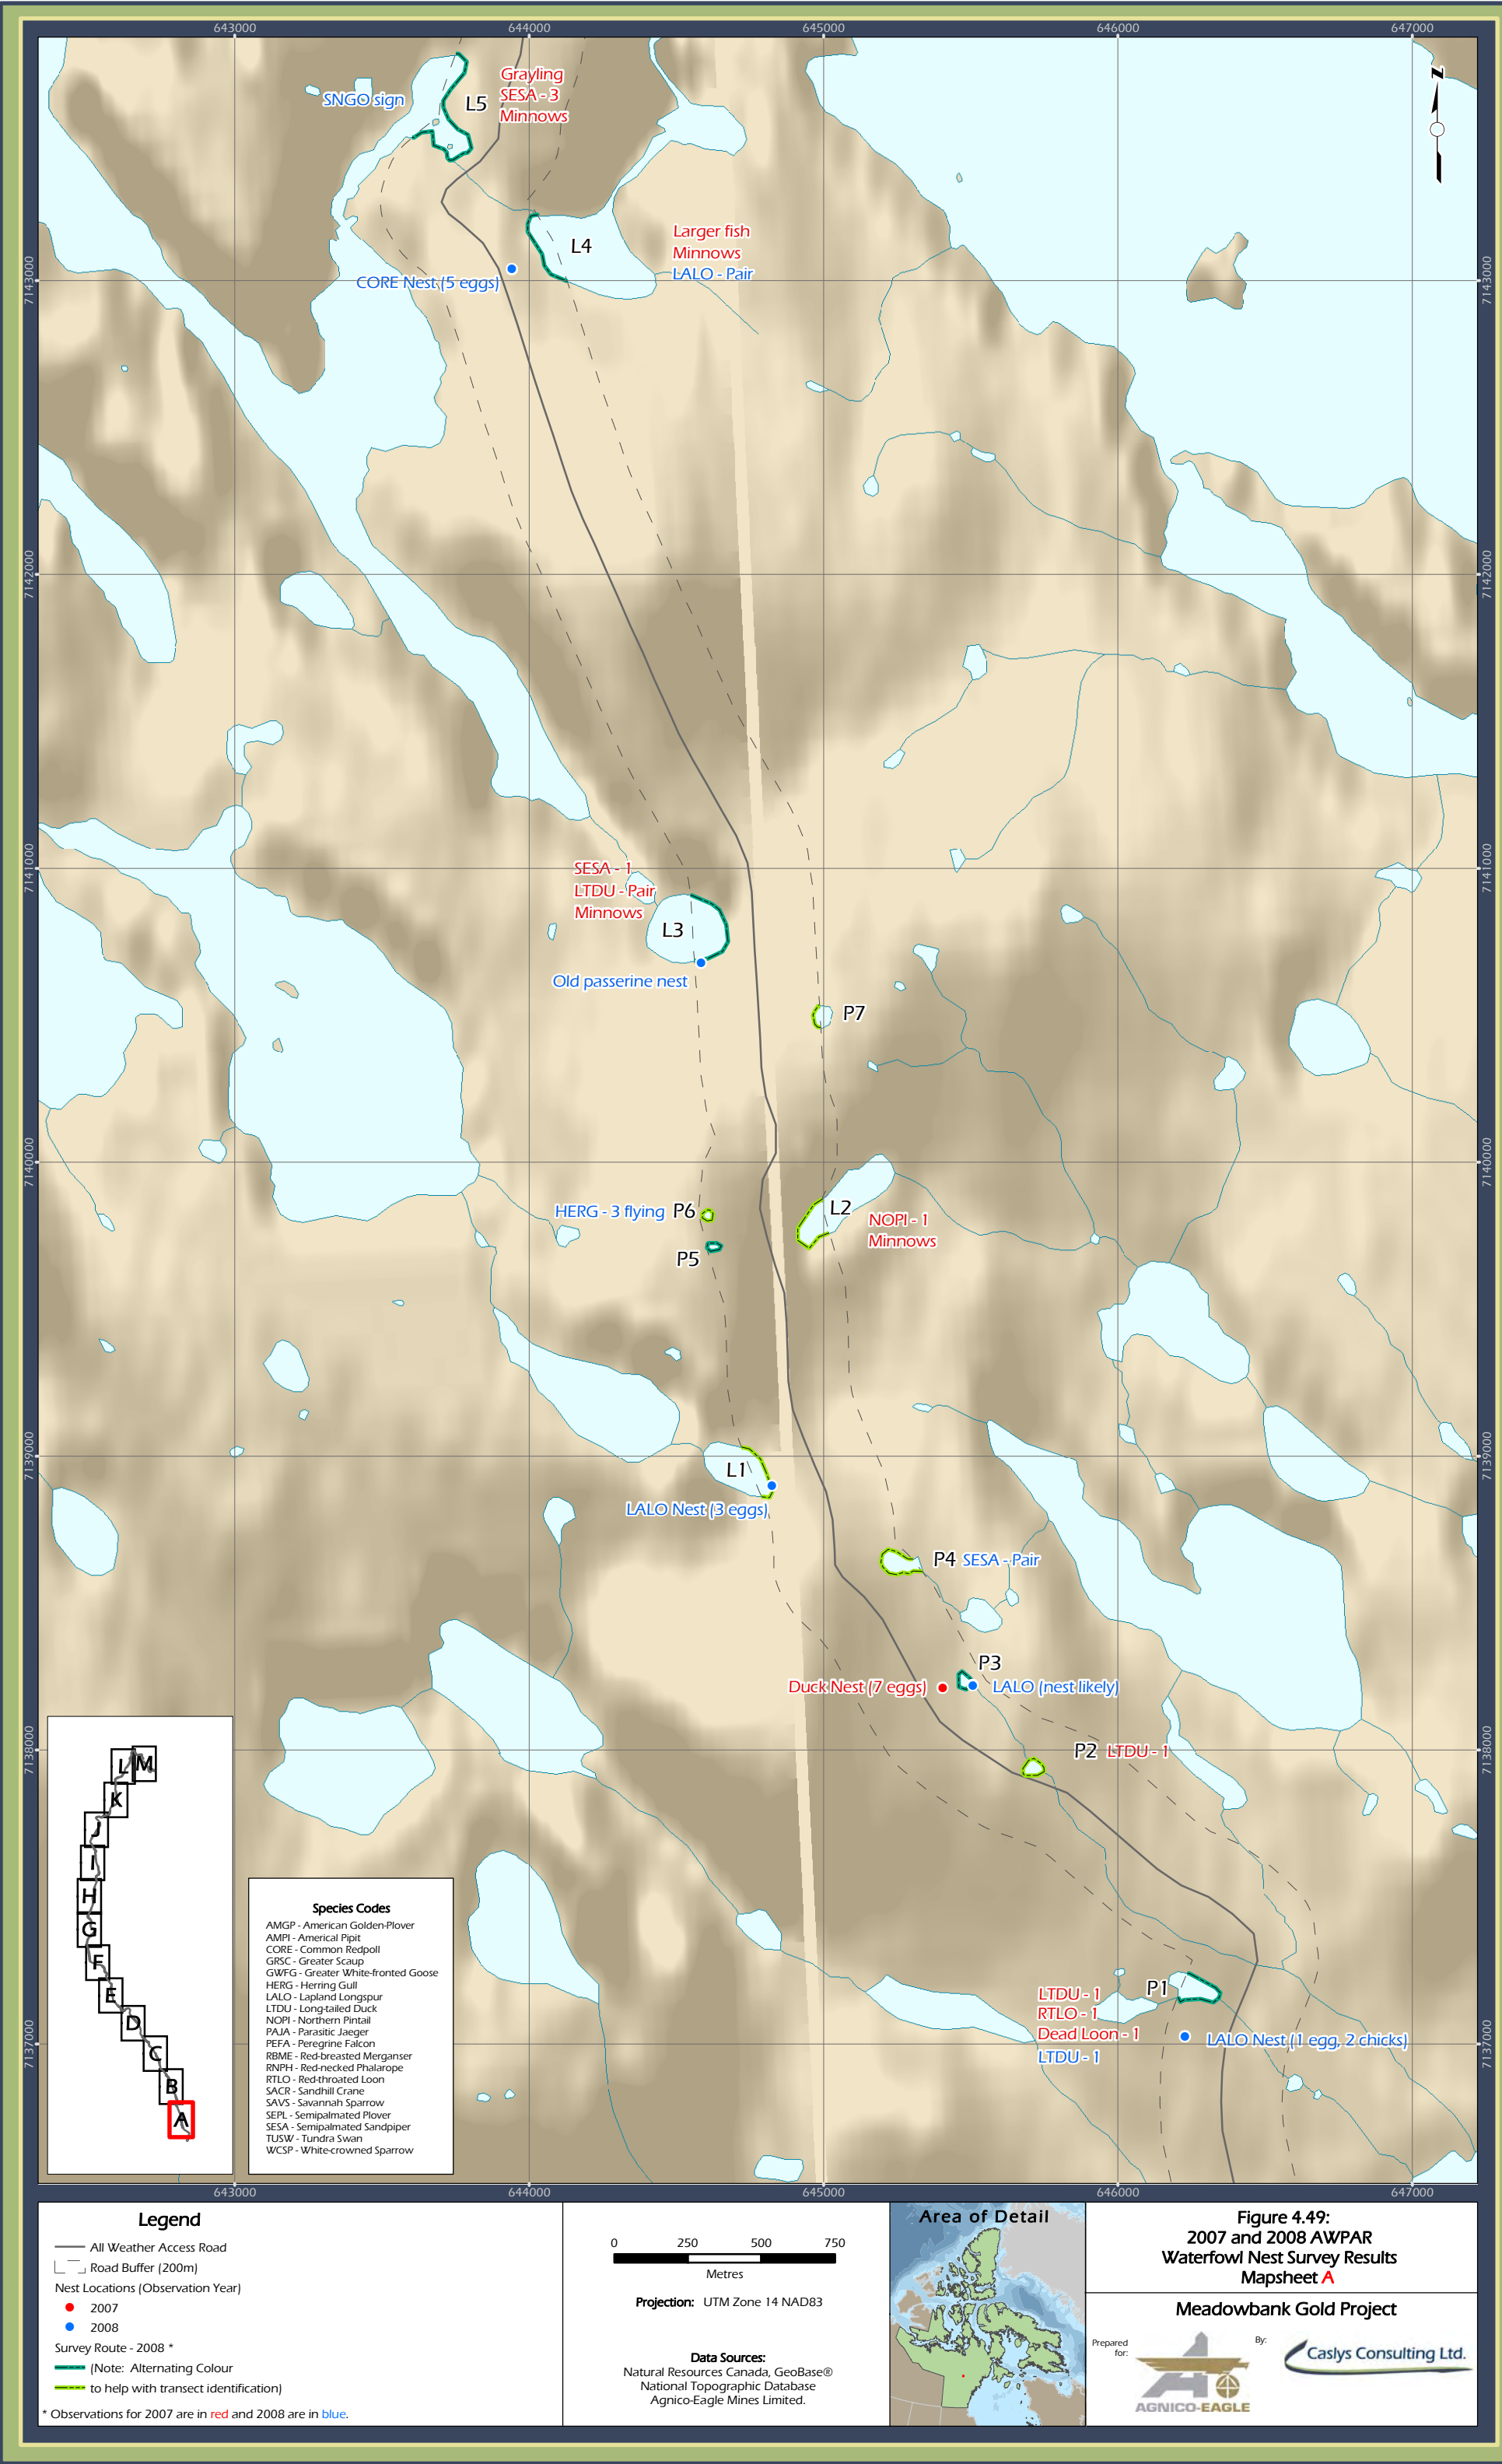 643000
644000
645000
646000
647000
N
SNGO sign
L5
Grayling
SESA - 3
Minnows
L4
Larger fish
Minnows
LALO - Pair
CORE Nest (5 eggs)
7143000
7143000
7142000
7142000
7141000
7141000
SESA - 1
LTDU - Pair
Minnows
L3
Old passerine nest
P7
7140000
7140000
HERG - 3 flying
P6
P5
L2
NOPI - 1
Minnows
7139000
7139000
L1
LALO Nest (3 eggs)
P4
SESA - Pair
P3
Duck Nest (7 eggs)
LALO (nest likely)
7138000
7138000
P2
LTDU - 1
P1
LTDU - 1
RTLO - 1
Dead Loon - 1
LTDU - 1
LALO Nest (1 egg, 2 chicks)
7137000
7137000
L
M
K
J
I
H
G
F
E
D
C
B
A
Species Codes
AMGP - American Golden-Plover
AMPI - Americal Pipit
CORE - Common Redpoll
GRSC - Greater Scaup
GWFG - Greater White-fronted Goose
HERG - Herring Gull
LALO - Lapland Longspur
LTDU - Long-tailed Duck
NOPI - Northern Pintail
PAJA - Parasitic Jaeger
PEFA - Peregrine Falcon
RBME - Red-breasted Merganser
RNPH - Red-necked Phalarope
RTLO - Red-throated Loon
SACR - Sandhill Crane
SAVS - Savannah Sparrow
SEPL - Semipalmated Plover
SESA - Semipalmated Sandpiper
TUSW - Tundra Swan
WCSP - White-crowned Sparrow
643000
644000
645000
646000
647000
Legend
All Weather Access Road
Road Buffer (200m)
Nest Locations (Observation Year)
2007
2008
Survey Route - 2008 *
(Note: Alternating Colour
to help with transect identification)
* Observations for 2007 are in red and 2008 are in blue.
0 250 500 750
Metres
Projection: UTM Zone 14 NAD83
Data Sources:
Natural Resources Canada, GeoBase®
National Topographic Database
Agnico-Eagle Mines Limited.
Area of Detail
Figure 4.49:
2007 and 2008 AWPAR
Waterfowl Nest Survey Results
Mapsheet A
Meadowbank Gold Project
Prepared
for:
AGNICO-EAGLE
By:
Caslys Consulting Ltd.